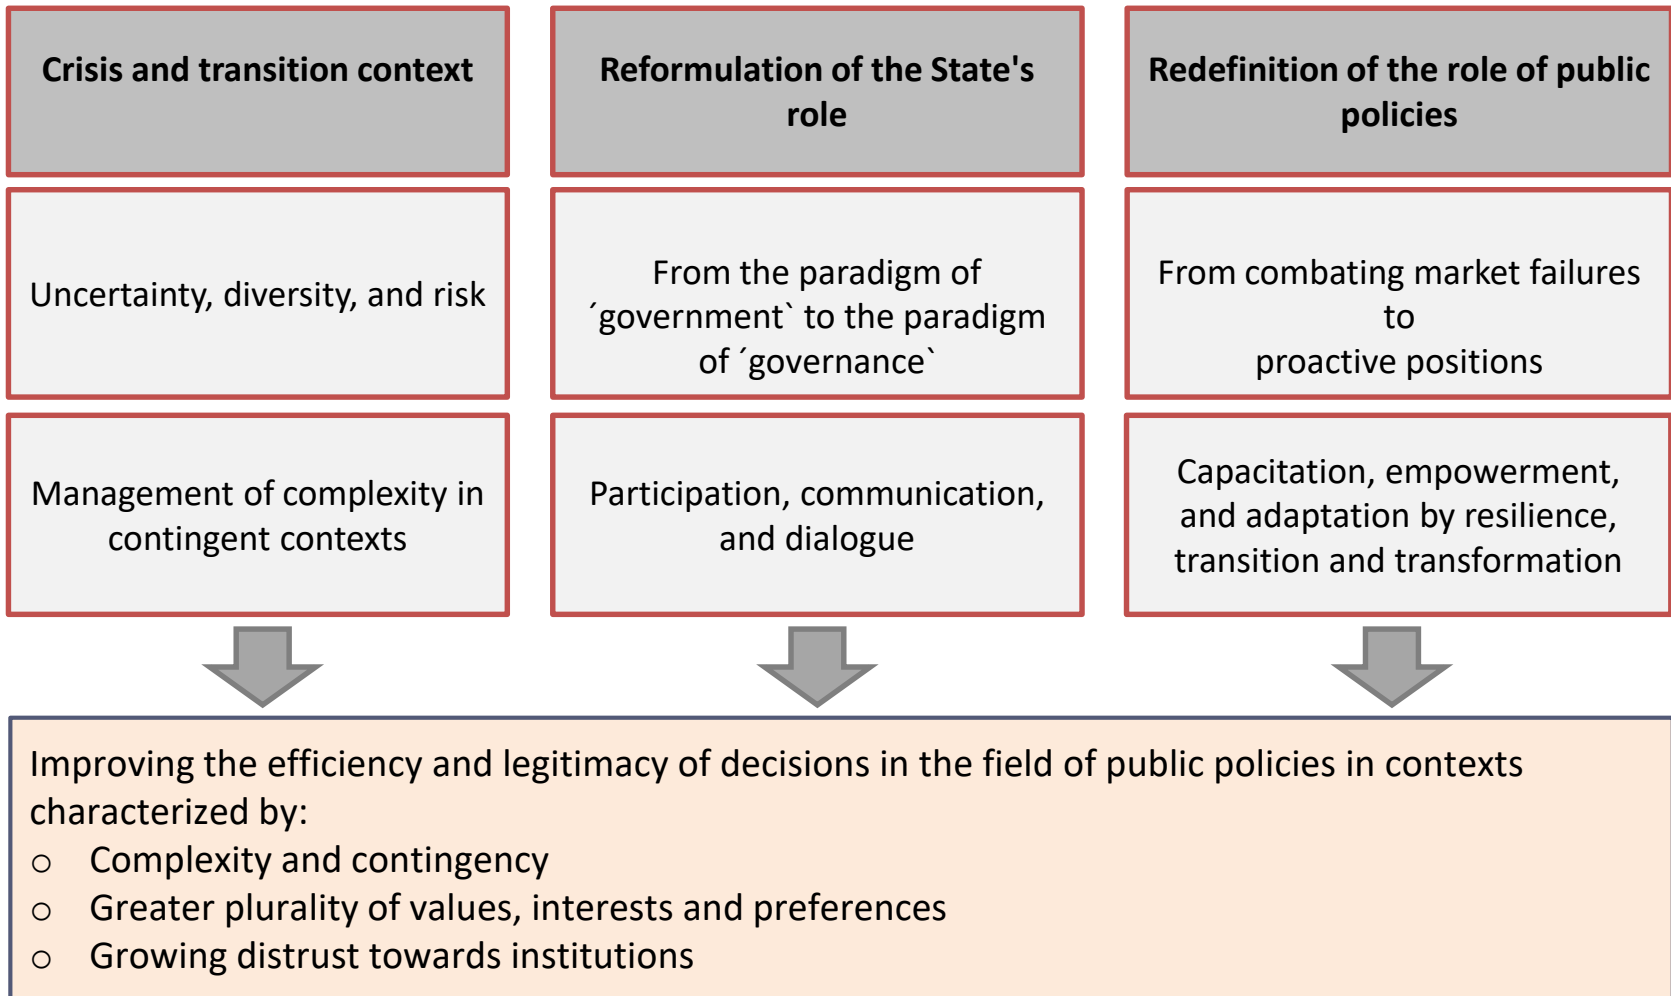 Crisis and transition context
Reformulation of the State's
role
Redefinition of the role of public
policies
Uncertainty, diversity, and risk
From the paradigm of
´government` to the paradigm
of ´governance`
From combating market failures
to
proactive positions
Management of complexity in
contingent contexts
Participation, communication,
and dialogue
Capacitation, empowerment,
and adaptation by resilience,
transition and transformation
Improving the efficiency and legitimacy of decisions in the field of public policies in contexts
characterized by:
o Complexity and contingency
o Greater plurality of values, interests and preferences
o Growing distrust towards institutions